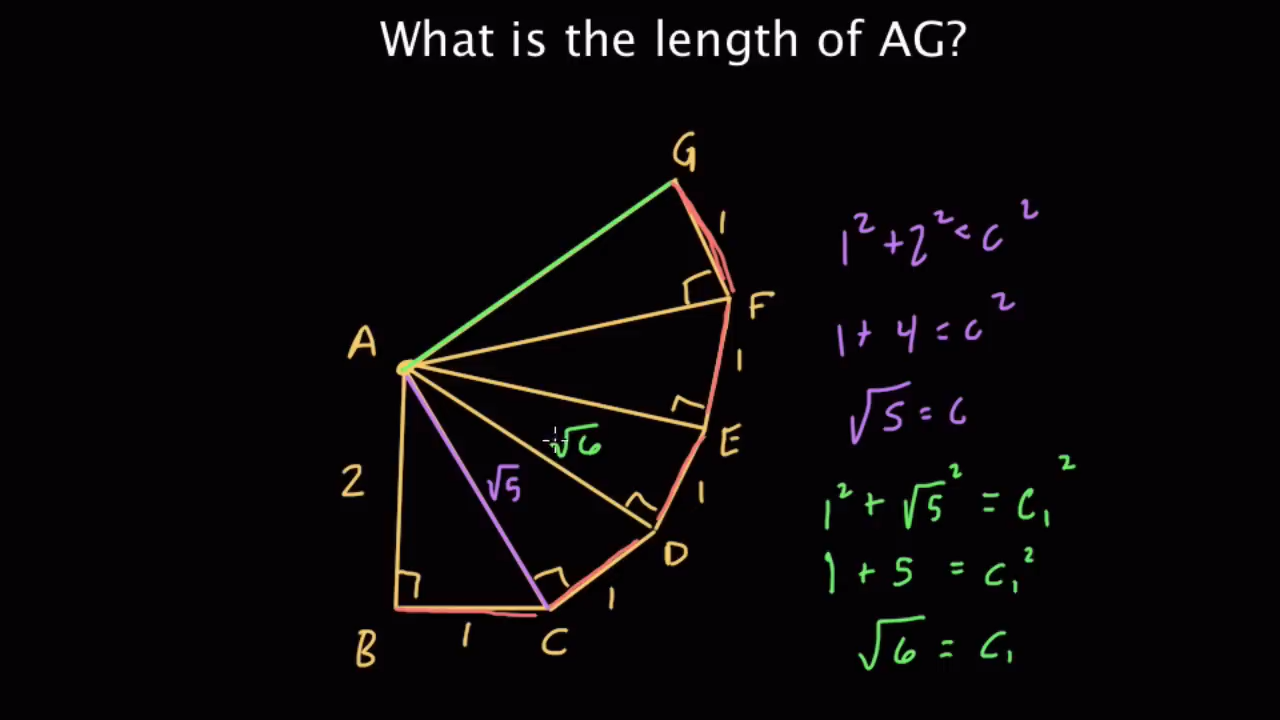 What is the length of AG?
G
1
F
A
1
E
√6
2
√5
1
D
1
B
1
C
1² + 2² = c²
1 + 4 = c²
√5 = c
1² + √5² = c₁²
1 + 5 = c₁²
√6 = c₁